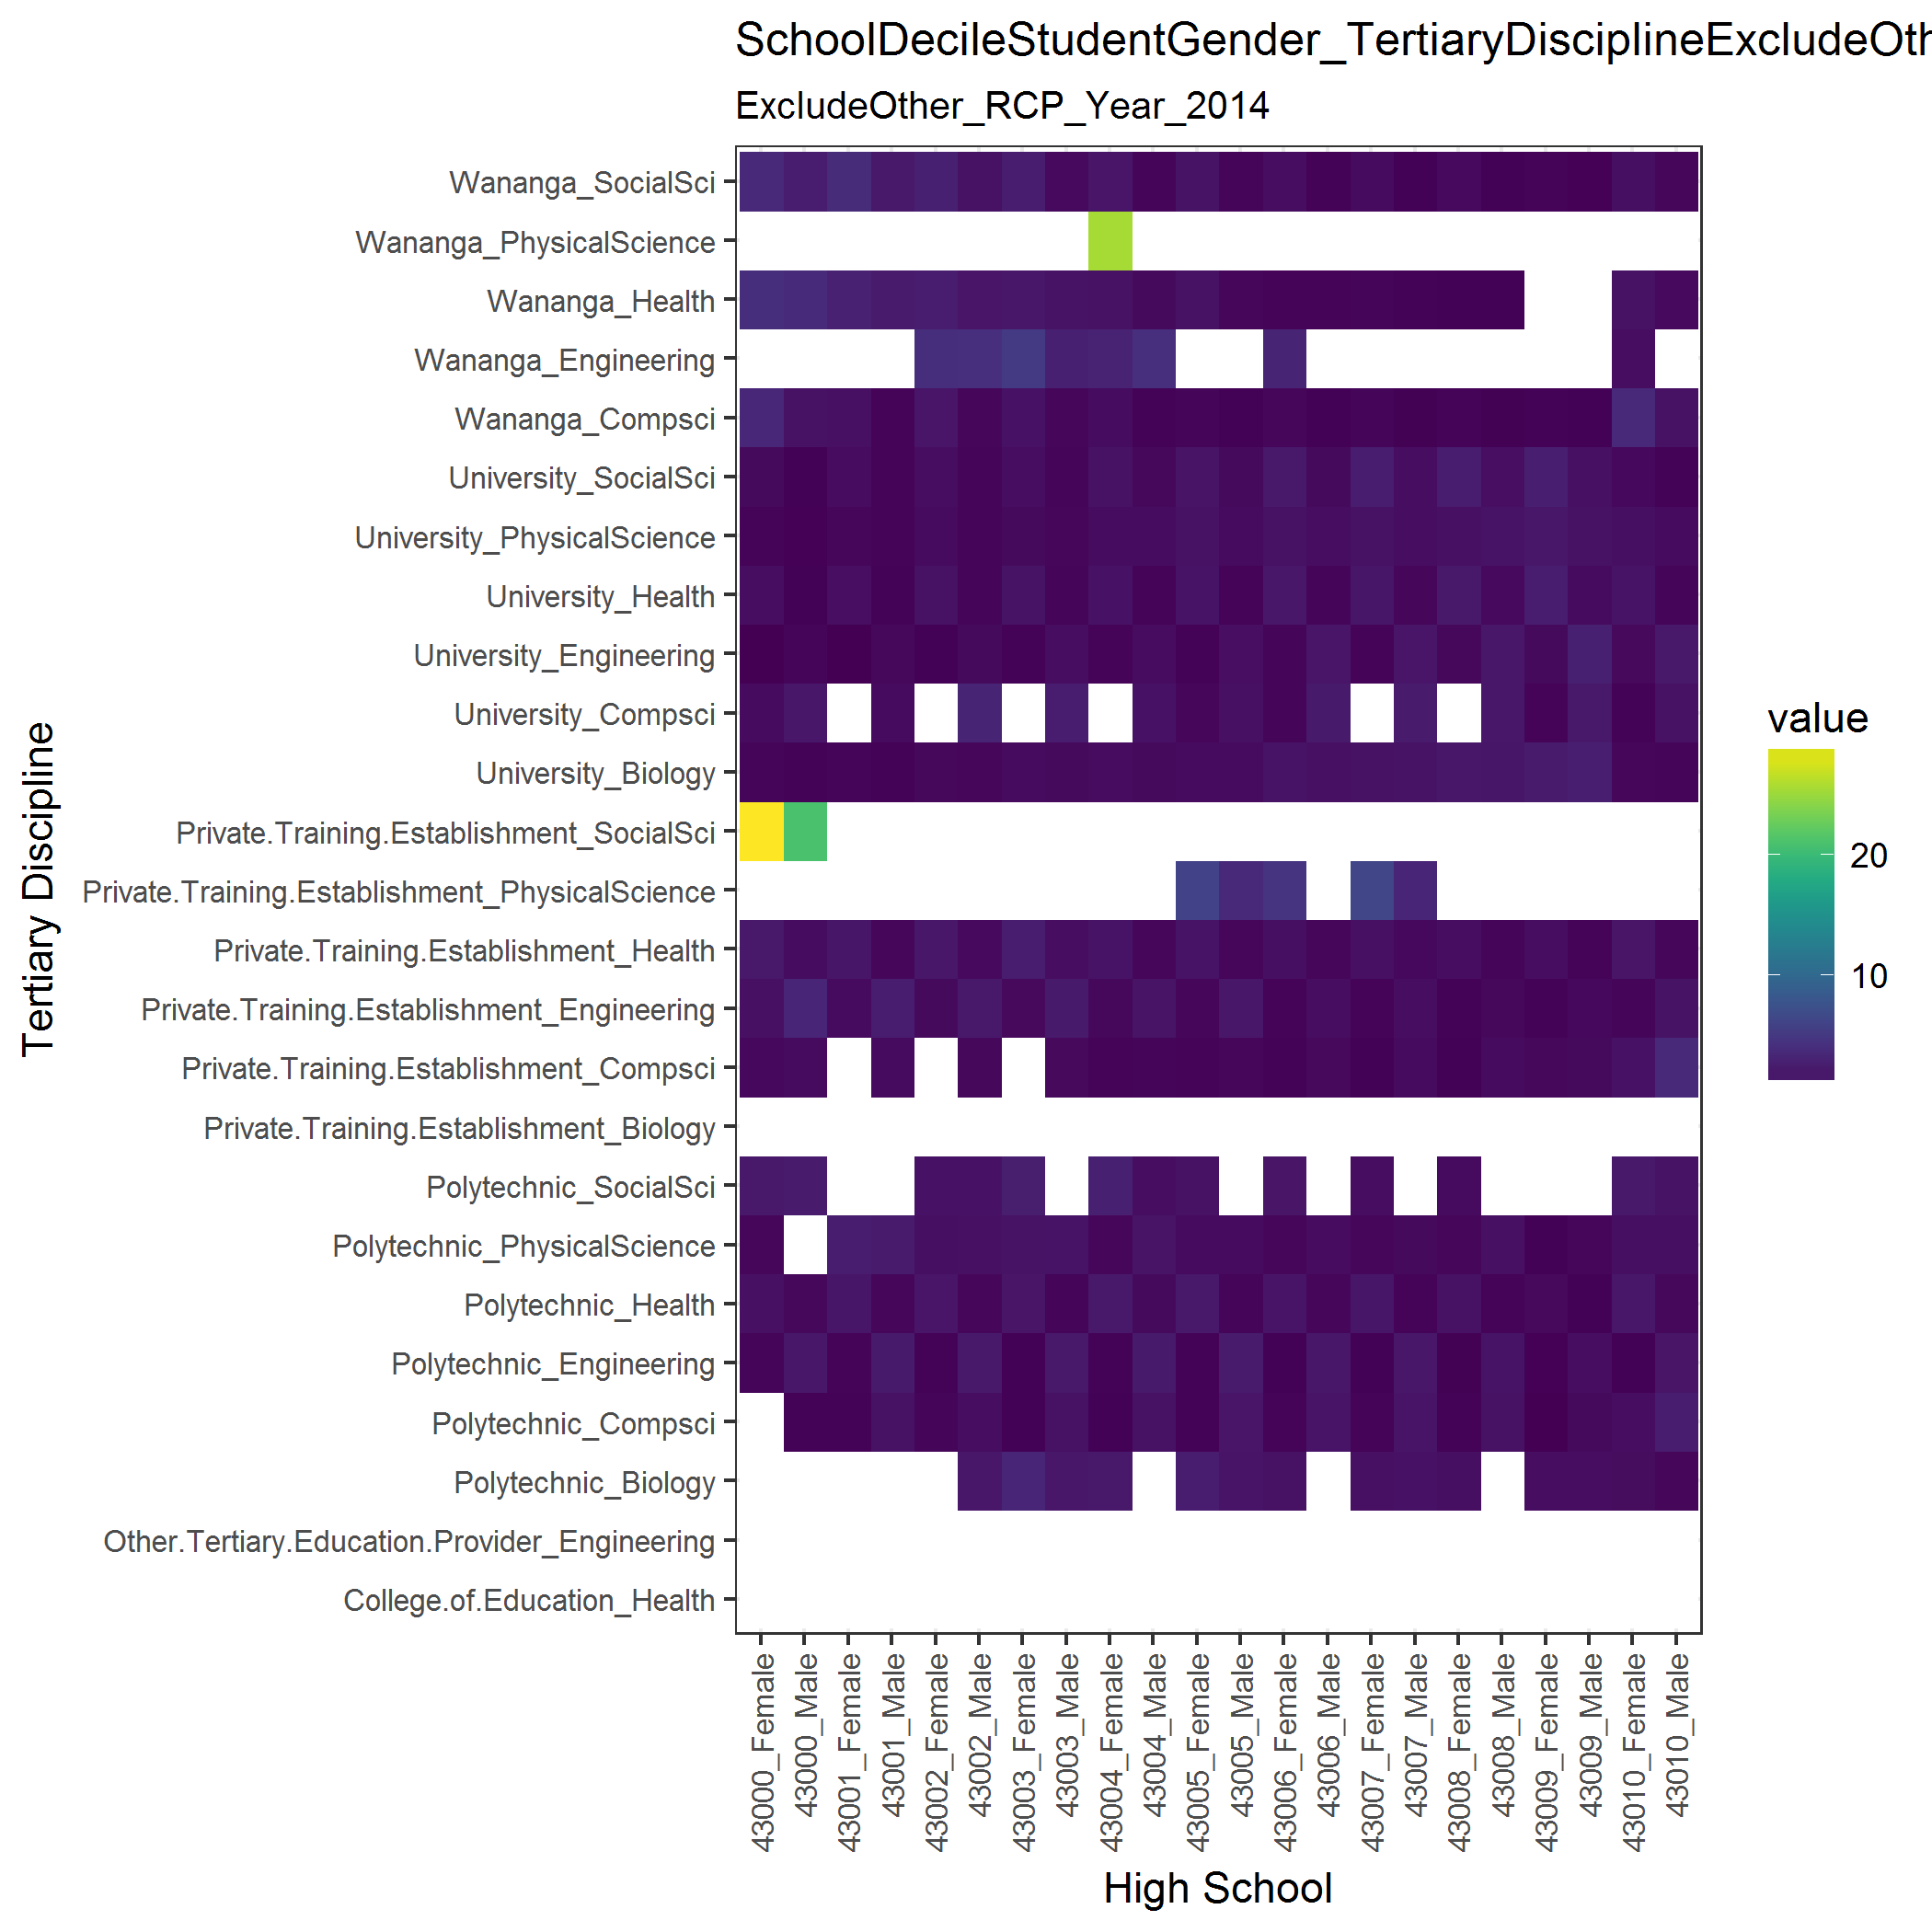 SchoolDecileStudentGender_TertiaryDisciplineExcludeOth
ExcludeOther_RCP_Year_2014
Tertiary Discipline
Wananga_SocialSci
Wananga_PhysicalScience
Wananga_Health
Wananga_Engineering
Wananga_Compsci
University_SocialSci
University_PhysicalScience
University_Health
University_Engineering
University_Compsci
University_Biology
Private.Training.Establishment_SocialSci
Private.Training.Establishment_PhysicalScience
Private.Training.Establishment_Health
Private.Training.Establishment_Engineering
Private.Training.Establishment_Compsci
Private.Training.Establishment_Biology
Polytechnic_SocialSci
Polytechnic_PhysicalScience
Polytechnic_Health
Polytechnic_Engineering
Polytechnic_Compsci
Polytechnic_Biology
Other.Tertiary.Education.Provider_Engineering
College.of.Education_Health
43000_Female
43000_Male
43001_Female
43001_Male
43002_Female
43002_Male
43003_Female
43003_Male
43004_Female
43004_Male
43005_Female
43005_Male
43006_Female
43006_Male
43007_Female
43007_Male
43008_Female
43008_Male
43009_Female
43009_Male
43010_Female
43010_Male
High School
value
20
10